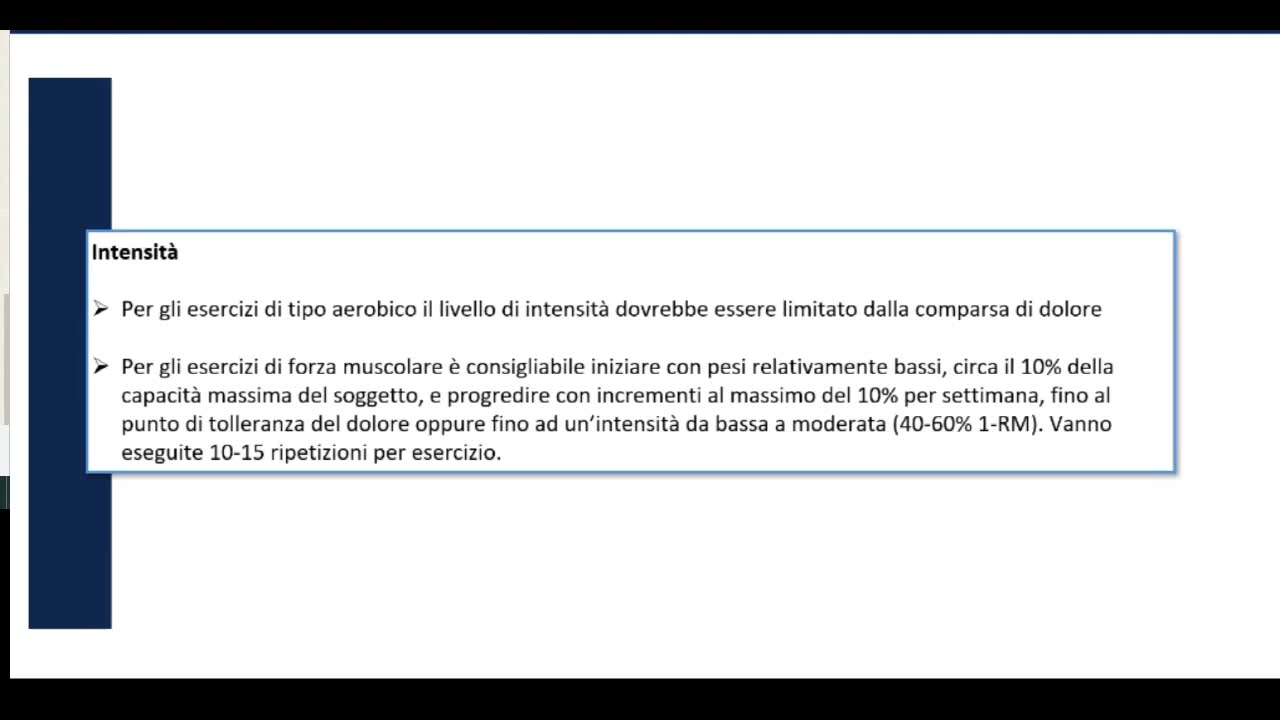 Intensità
Per gli esercizi di tipo aerobico il livello di intensità dovrebbe essere limitato dalla comparsa di dolore
Per gli esercizi di forza muscolare è consigliabile iniziare con pesi relativamente bassi, circa il 10% della
capacità massima del soggetto, e progredire con incrementi al massimo del 10% per settimana, fino al
punto di tolleranza del dolore oppure fino ad un’intensità da bassa a moderata (40-60% 1-RM). Vanno
eseguite 10-15 ripetizioni per esercizio.